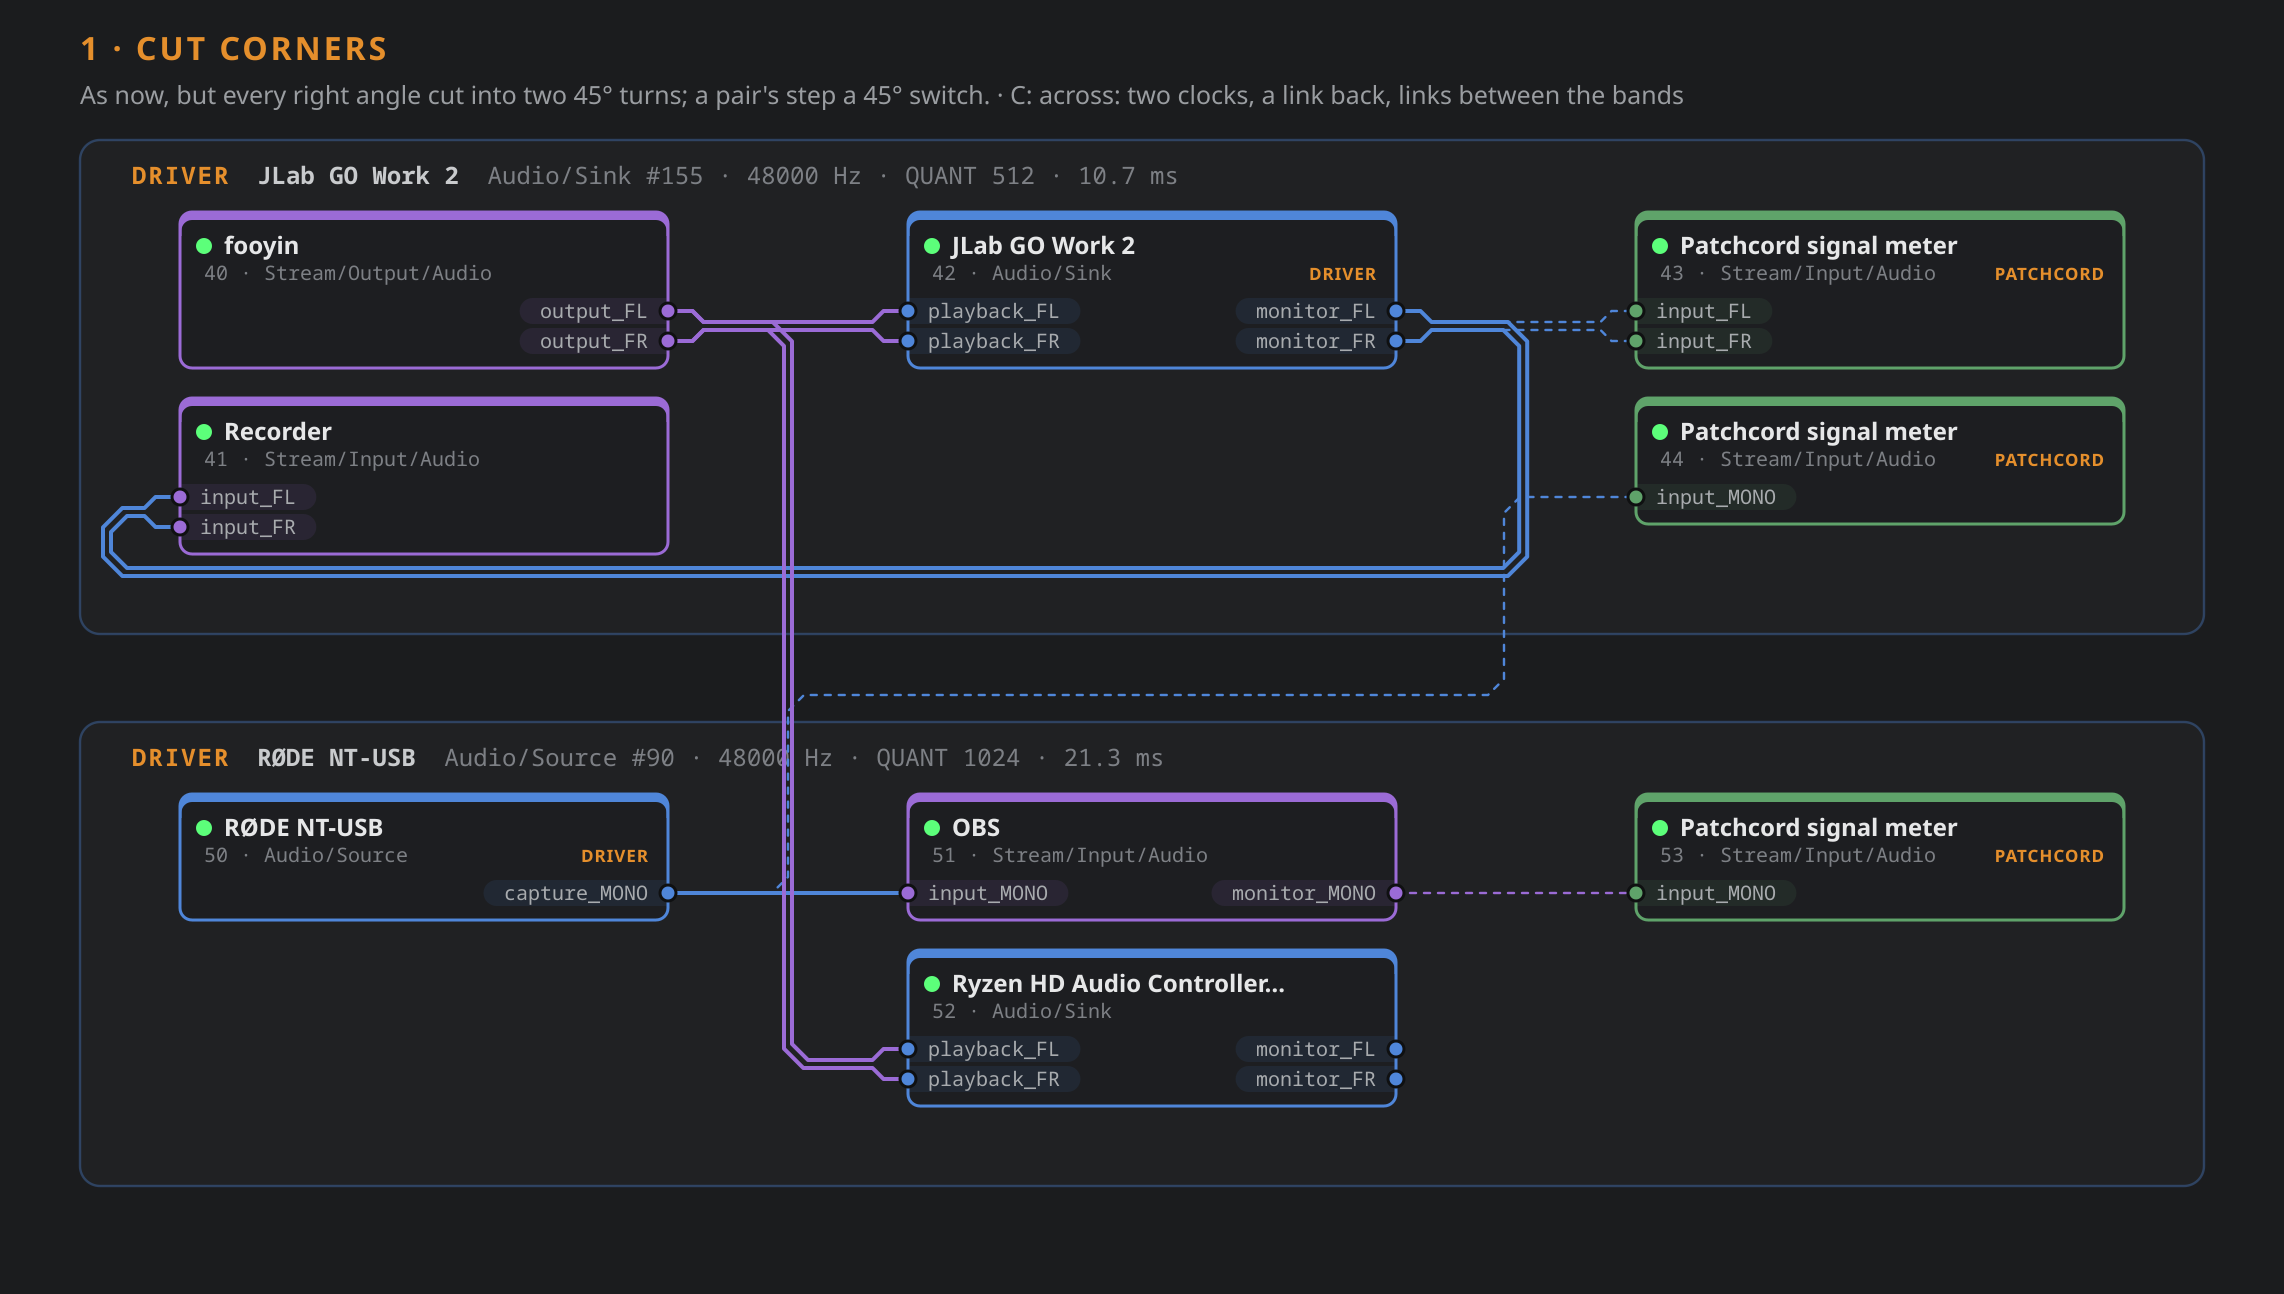 1 · CUT CORNERS
As now, but every right angle cut into two 45° turns; a pair's step a 45° switch. · C: across: two clocks, a link back, links between the bands
DRIVER JLab GO Work 2 Audio/Sink #155 · 48000 Hz · QUANT 512 · 10.7 ms
fooyin
40 · Stream/Output/Audio
output_FL
output_FR
JLab GO Work 2
42 · Audio/Sink DRIVER
playback_FL monitor_FL
playback_FR monitor_FR
Patchcord signal meter
43 · Stream/Input/Audio PATCHCORD
input_FL
input_FR
Recorder
41 · Stream/Input/Audio
input_FL
input_FR
Patchcord signal meter
44 · Stream/Input/Audio PATCHCORD
input_MONO
DRIVER RØDE NT-USB Audio/Source #90 · 48000 Hz · QUANT 1024 · 21.3 ms
RØDE NT-USB
50 · Audio/Source DRIVER
capture_MONO
OBS
51 · Stream/Input/Audio
input_MONO monitor_MONO
Patchcord signal meter
53 · Stream/Input/Audio PATCHCORD
input_MONO
Ryzen HD Audio Controller...
52 · Audio/Sink
playback_FL monitor_FL
playback_FR monitor_FR